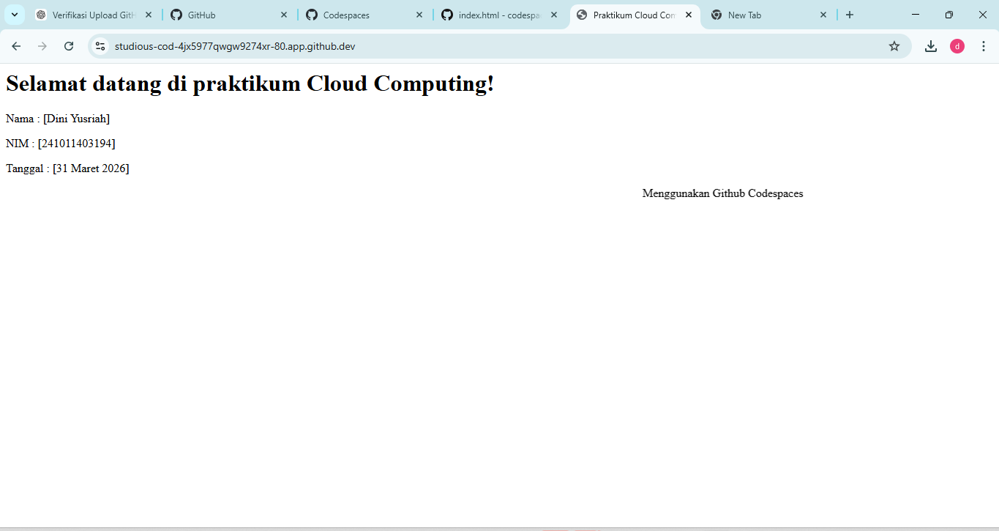 Verifikasi Upload GitH
GitHub
Codespaces
index.html - codespa
Praktikum Cloud Com
New Tab
studious-cod-4jx5977qwgw9274xr-80.app.github.dev
d
Selamat datang di praktikum Cloud Computing!
Nama : [Dini Yusriah]
NIM : [241011403194]
Tanggal : [31 Maret 2026]
Menggunakan Github Codespaces